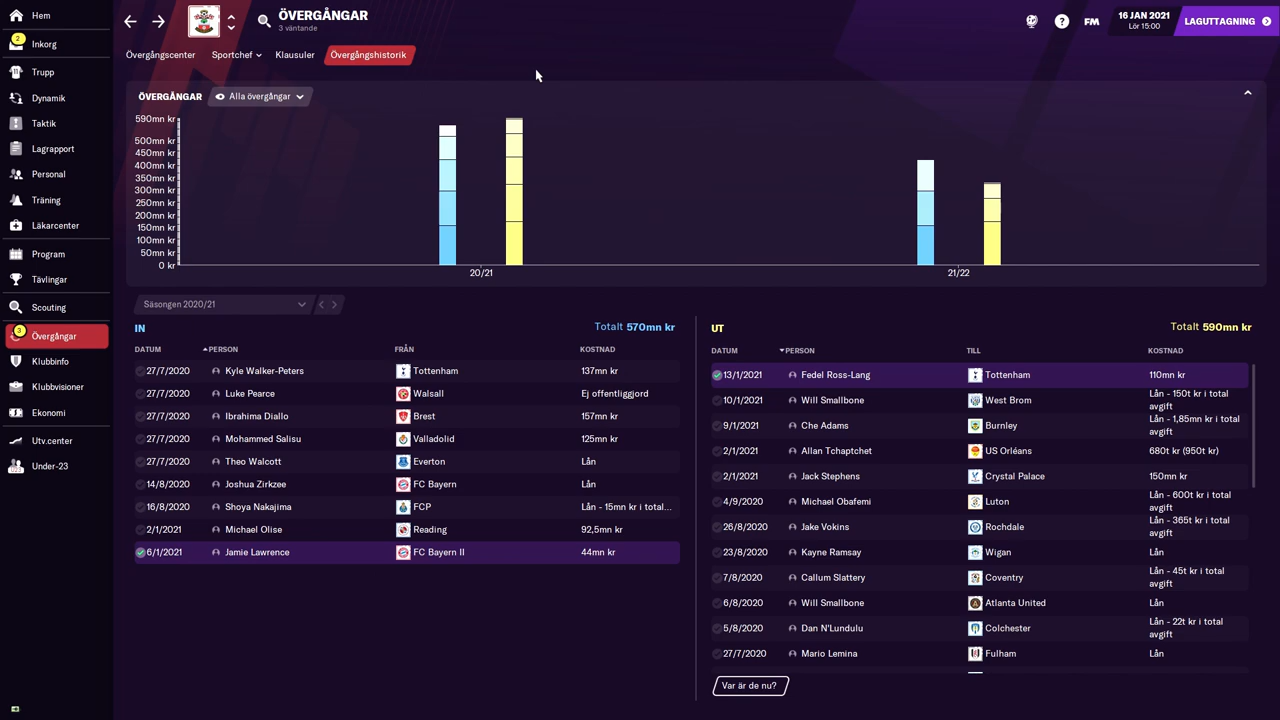 Hem
ÖVERGÅNGAR
3 väntande
FM
16 JAN 2021
Lör 15:00
LAGUTTAGNING
2
Inkorg
Övergångscenter
Sportchef
Klausuler
Övergångshistorik
Trupp
Dynamik
Taktik
Lagrapport
Personal
Träning
Läkarcenter
Program
Tävlingar
Scouting
3
Övergångar
Klubbinfo
Klubbvisioner
Ekonomi
Utv.center
Under-23
ÖVERGÅNGAR
Alla övergångar
590mn kr
500mn kr
450mn kr
400mn kr
350mn kr
300mn kr
250mn kr
200mn kr
150mn kr
100mn kr
50mn kr
0 kr
20/21
21/22
Säsongen 2020/21
IN
Totalt 570mn kr
DATUM PERSON FRÅN KOSTNAD
27/7/2020 Kyle Walker-Peters Tottenham 137mn kr
27/7/2020 Luke Pearce Walsall Ej offentliggjord
27/7/2020 Ibrahima Diallo Brest 157mn kr
27/7/2020 Mohammed Salisu Valladolid 125mn kr
27/7/2020 Theo Walcott Everton Lån
14/8/2020 Joshua Zirkzee FC Bayern Lån
16/8/2020 Shoya Nakajima FCP Lån - 15mn kr i total...
2/1/2021 Michael Olise Reading 92,5mn kr
6/1/2021 Jamie Lawrence FC Bayern II 44mn kr
UT
Totalt 590mn kr
DATUM PERSON TILL KOSTNAD
13/1/2021 Fedel Ross-Lang Tottenham 110mn kr
10/1/2021 Will Smallbone West Brom Lån - 150t kr i total
avgift
9/1/2021 Che Adams Burnley Lån - 1,85mn kr i total
avgift
2/1/2021 Allan Tchaptchet US Orléans 680t kr (950t kr)
2/1/2021 Jack Stephens Crystal Palace 150mn kr
4/9/2020 Michael Obafemi Luton Lån - 600t kr i total
avgift
26/8/2020 Jake Vokins Rochdale Lån - 365t kr i total
avgift
23/8/2020 Kayne Ramsay Wigan Lån
7/8/2020 Callum Slattery Coventry Lån - 45t kr i total
avgift
6/8/2020 Will Smallbone Atlanta United Lån
5/8/2020 Dan N'Lundulu Colchester Lån - 22t kr i total
avgift
27/7/2020 Mario Lemina Fulham Lån
Var är de nu?